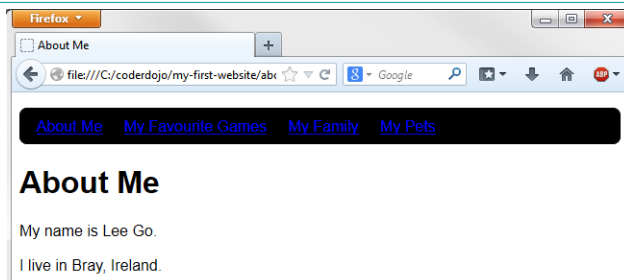 Firefox
About Me
file:///C:/coderdojo/my-first-website/abo
Google
ABP
About Me My Favourite Games My Family My Pets
About Me
My name is Lee Go.
I live in Bray, Ireland.